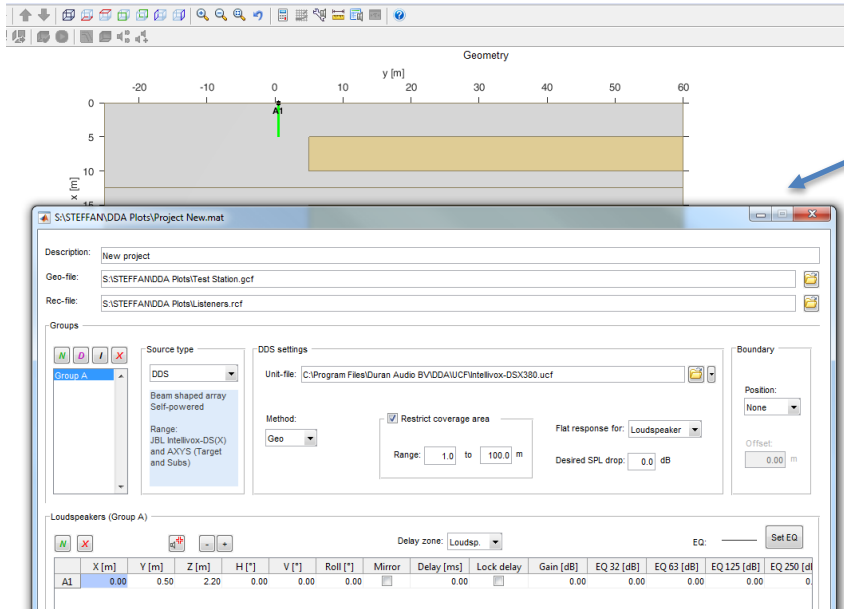 Geometry
y [m]
-20 -10 0 10 20 30 40 50 60
0
A1
5
10
x [m]
15
S:\STEFFAN\DDA Plots\Project New.mat
Description: New project
Geo-file: S:\STEFFAN\DDA Plots\Test Station.gcf
Rec-file: S:\STEFFAN\DDA Plots\Listeners.rcf
Groups
N D I X
Group A
Source type
DDS
Beam shaped array
Self-powered
Range:
JBL Intellivox-DS(X)
and AXYS (Target
and Subs)
DDS settings
Unit-file: C:\Program Files\Duran Audio BV\DDA\UCF\Intellivox-DSX380.ucf
Method:
Geo
Restrict coverage area
Range: 1.0 to 100.0 m
Flat response for: Loudspeaker
Desired SPL drop: 0.0 dB
Boundary
Position:
None
Offset:
0.00 m
Loudspeakers (Group A)
N X - + Delay zone: Loudsp. EQ: Set EQ
X [m] Y [m] Z [m] H [°] V [°] Roll [°] Mirror Delay [ms] Lock delay Gain [dB] EQ 32 [dB] EQ 63 [dB] EQ 125 [dB] EQ 250 [dB
A1 0.00 0.50 2.20 0.00 0.00 0.00 0.00 0.00 0.00 0.00 0.00 0.